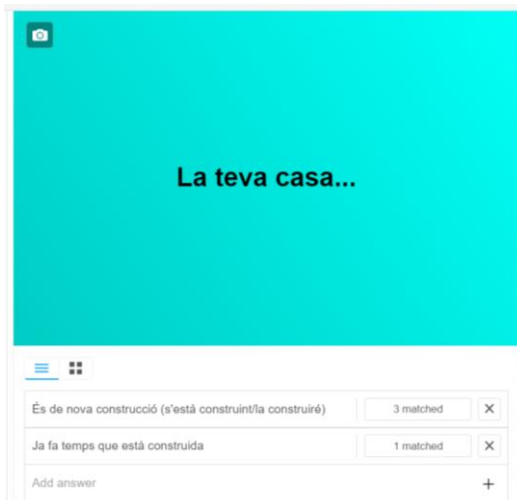 La teva casa...
És de nova construcció (s'està construint/la construiré)
3 matched
Ja fa temps que està construida
1 matched
Add answer